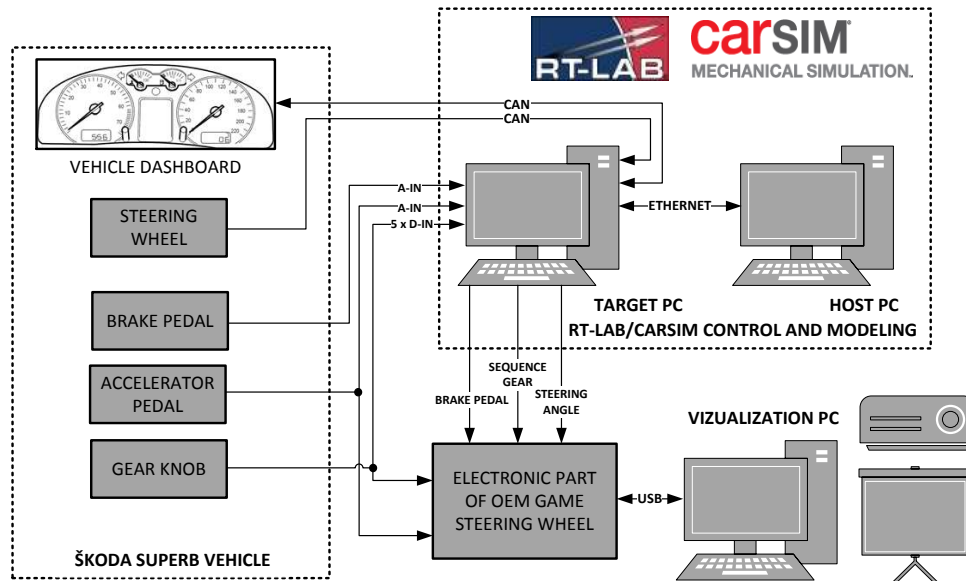 RT-LAB
carSIM
MECHANICAL SIMULATION.
CAN
CAN
VEHICLE DASHBOARD
STEERING
WHEEL
BRAKE PEDAL
ACCELERATOR
PEDAL
GEAR KNOB
ŠKODA SUPERB VEHICLE
A-IN
A-IN
5 x D-IN
ETHERNET
TARGET PC
HOST PC
RT-LAB/CARSIM CONTROL AND MODELING
BRAKE PEDAL
SEQUENCE
GEAR
STEERING
ANGLE
ELECTRONIC PART
OF OEM GAME
STEERING WHEEL
USB
VIZUALIZATION PC